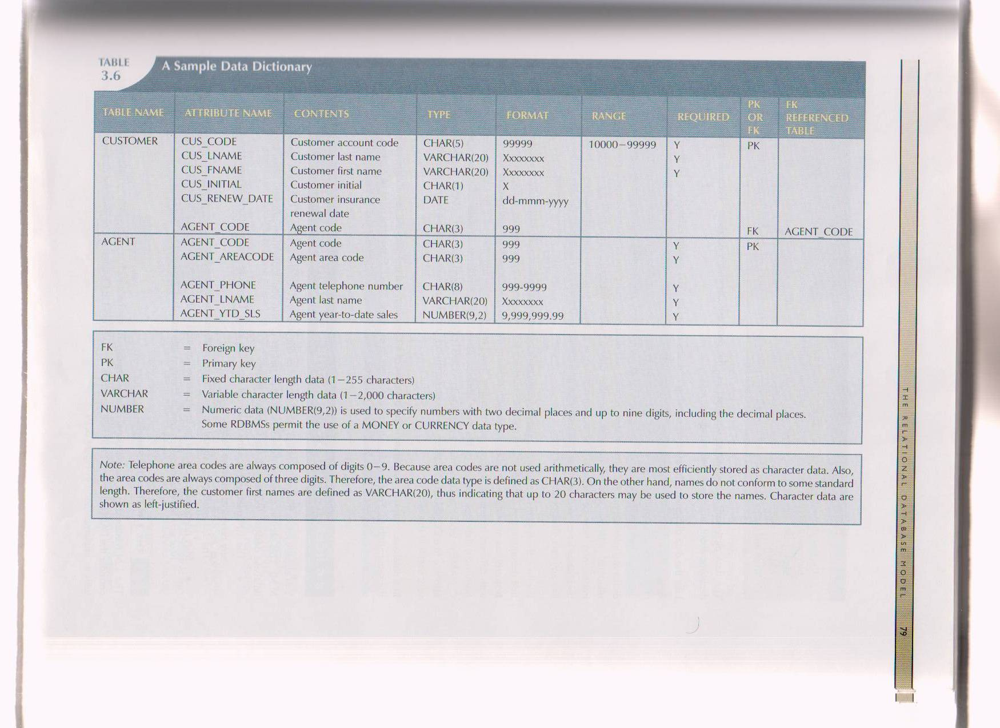 TABLE
3.6
A Sample Data Dictionary
TABLE NAME ATTRIBUTE NAME CONTENTS TYPE FORMAT RANGE REQUIRED PK OR FK FK REFERENCED TABLE
CUSTOMER CUS_CODE Customer account code CHAR(5) 99999 10000–99999 Y PK
CUS_LNAME Customer last name VARCHAR(20) Xxxxxxxx Y
CUS_FNAME Customer first name VARCHAR(20) Xxxxxxxx Y
CUS_INITIAL Customer initial CHAR(1) X
CUS_RENEW_DATE Customer insurance DATE dd-mmm-yyyy
renewal date
AGENT_CODE Agent code CHAR(3) 999 FK AGENT_CODE
AGENT AGENT_CODE Agent code CHAR(3) 999 Y PK
AGENT_AREACODE Agent area code CHAR(3) 999 Y
AGENT_PHONE Agent telephone number CHAR(8) 999-9999 Y
AGENT_LNAME Agent last name VARCHAR(20) Xxxxxxxx Y
AGENT_YTD_SLS Agent year-to-date sales NUMBER(9,2) 9,999,999.99 Y
FK = Foreign key
PK = Primary key
CHAR = Fixed character length data (1–255 characters)
VARCHAR = Variable character length data (1–2,000 characters)
NUMBER = Numeric data (NUMBER(9,2)) is used to specify numbers with two decimal places and up to nine digits, including the decimal places.
Some RDBMSs permit the use of a MONEY or CURRENCY data type.
Note: Telephone area codes are always composed of digits 0–9. Because area codes are not used arithmetically, they are most efficiently stored as character data. Also,
the area codes are always composed of three digits. Therefore, the area code data type is defined as CHAR(3). On the other hand, names do not conform to some standard
length. Therefore, the customer first names are defined as VARCHAR(20), thus indicating that up to 20 characters may be used to store the names. Character data are
shown as left-justified.
THE RELATIONAL DATABASE MODEL 79